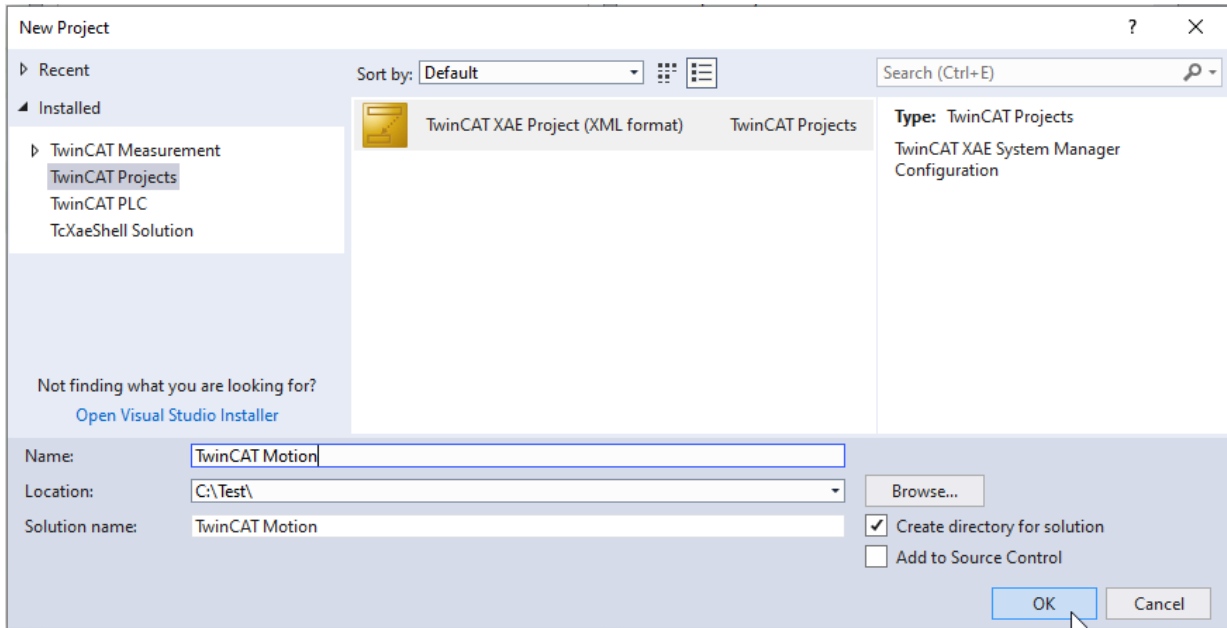 New Project
?
Recent
Installed
TwinCAT Measurement
TwinCAT Projects
TwinCAT PLC
TcXaeShell Solution
Not finding what you are looking for?
Open Visual Studio Installer
Sort by: Default
TwinCAT XAE Project (XML format) TwinCAT Projects
Search (Ctrl+E)
Type: TwinCAT Projects
TwinCAT XAE System Manager
Configuration
Name: TwinCAT Motion
Location: C:\Test\
Browse...
Solution name: TwinCAT Motion
Create directory for solution
Add to Source Control
OK Cancel